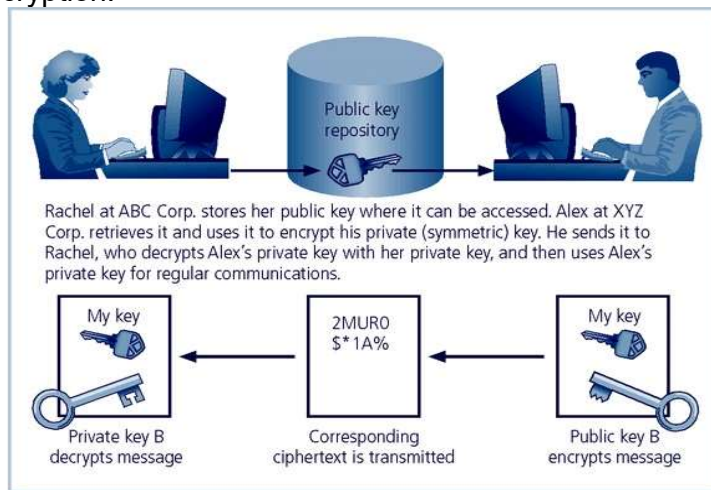 cryption.
Public key
repository
Rachel at ABC Corp. stores her public key where it can be accessed. Alex at XYZ
Corp. retrieves it and uses it to encrypt his private (symmetric) key. He sends it to
Rachel, who decrypts Alex's private key with her private key, and then uses Alex's
private key for regular communications.
My key
2MUR0
$*1A%
My key
Private key B
decrypts message
Corresponding
ciphertext is transmitted
Public key B
encrypts message